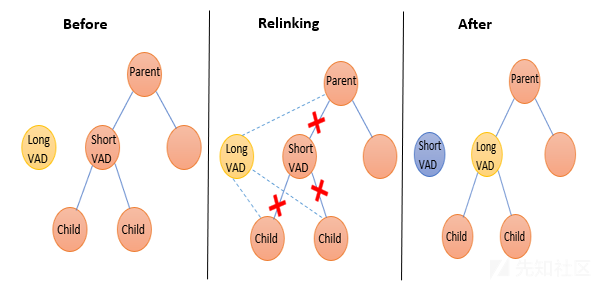 Before
Relinking
After
Parent
Long
VAD
Short
VAD
Child
Child
Parent
Long
VAD
Short
VAD
Child
Child
Parent
Short
VAD
Long
VAD
Child
Child
先知社区